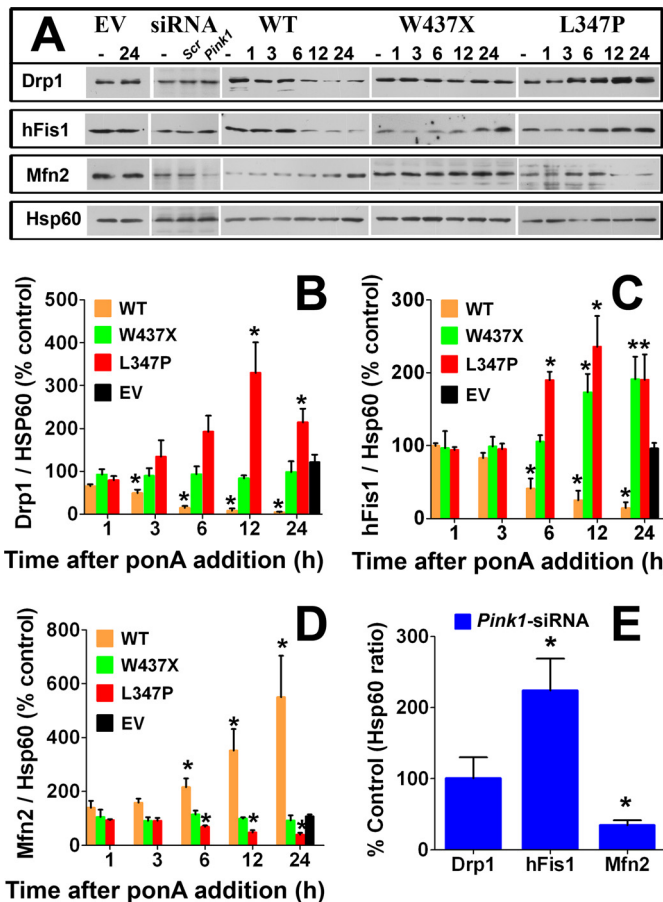 A
EV siRNA WT W437X L347P
- 24 - Scr Pink1 - 1 3 6 12 24 - 1 3 6 12 24 - 1 3 6 12 24
Drp1
hFis1
Mfn2
Hsp60
B
500
400
300
200
100
0
WT
W437X
L347P
EV
* * * * * *
Drp1 / HSP60 (% control)
1 3 6 12 24
Time after ponA addition (h)
C
300
200
100
0
WT
W437X
L347P
EV
* * * * * * **
hFis1 / Hsp60 (% control)
1 3 6 12 24
Time after ponA addition (h
D
800
600
400
200
0
WT
W437X
L347P
EV
* * * * * *
Mfn2 / Hsp60 (% control)
1 3 6 12 24
Time after ponA addition (h)
E
Pink1-siRNA
300
200
100
0
* *
% Control (Hsp60 ratio)
Drp1 hFis1 Mfn2